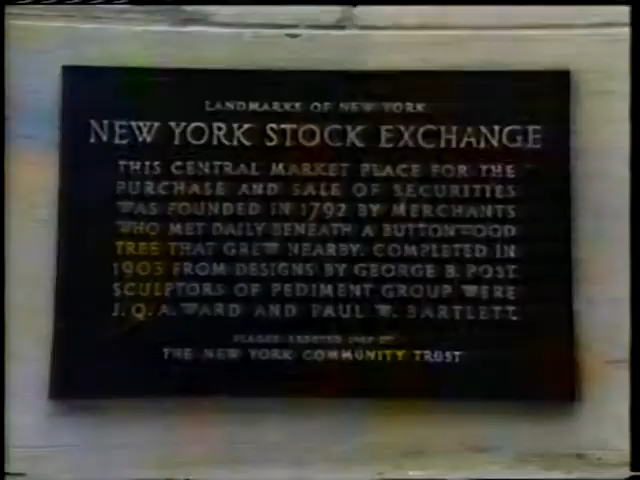 LANDMARKS OF NEW YORK
NEW YORK STOCK EXCHANGE
THIS CENTRAL MARKET PLACE FOR THE
PURCHASE AND SALE OF SECURITIES
WAS FOUNDED IN 1792 BY MERCHANTS
WHO MET DAILY BENEATH A BUTTONWOOD
TREE THAT GREW NEARBY. COMPLETED IN
1903 FROM DESIGNS BY GEORGE B. POST.
SCULPTORS OF PEDIMENT GROUP WERE
J. Q. A. WARD AND PAUL W. BARTLETT.
PLAQUE ERECTED BY
THE NEW YORK COMMUNITY TRUST